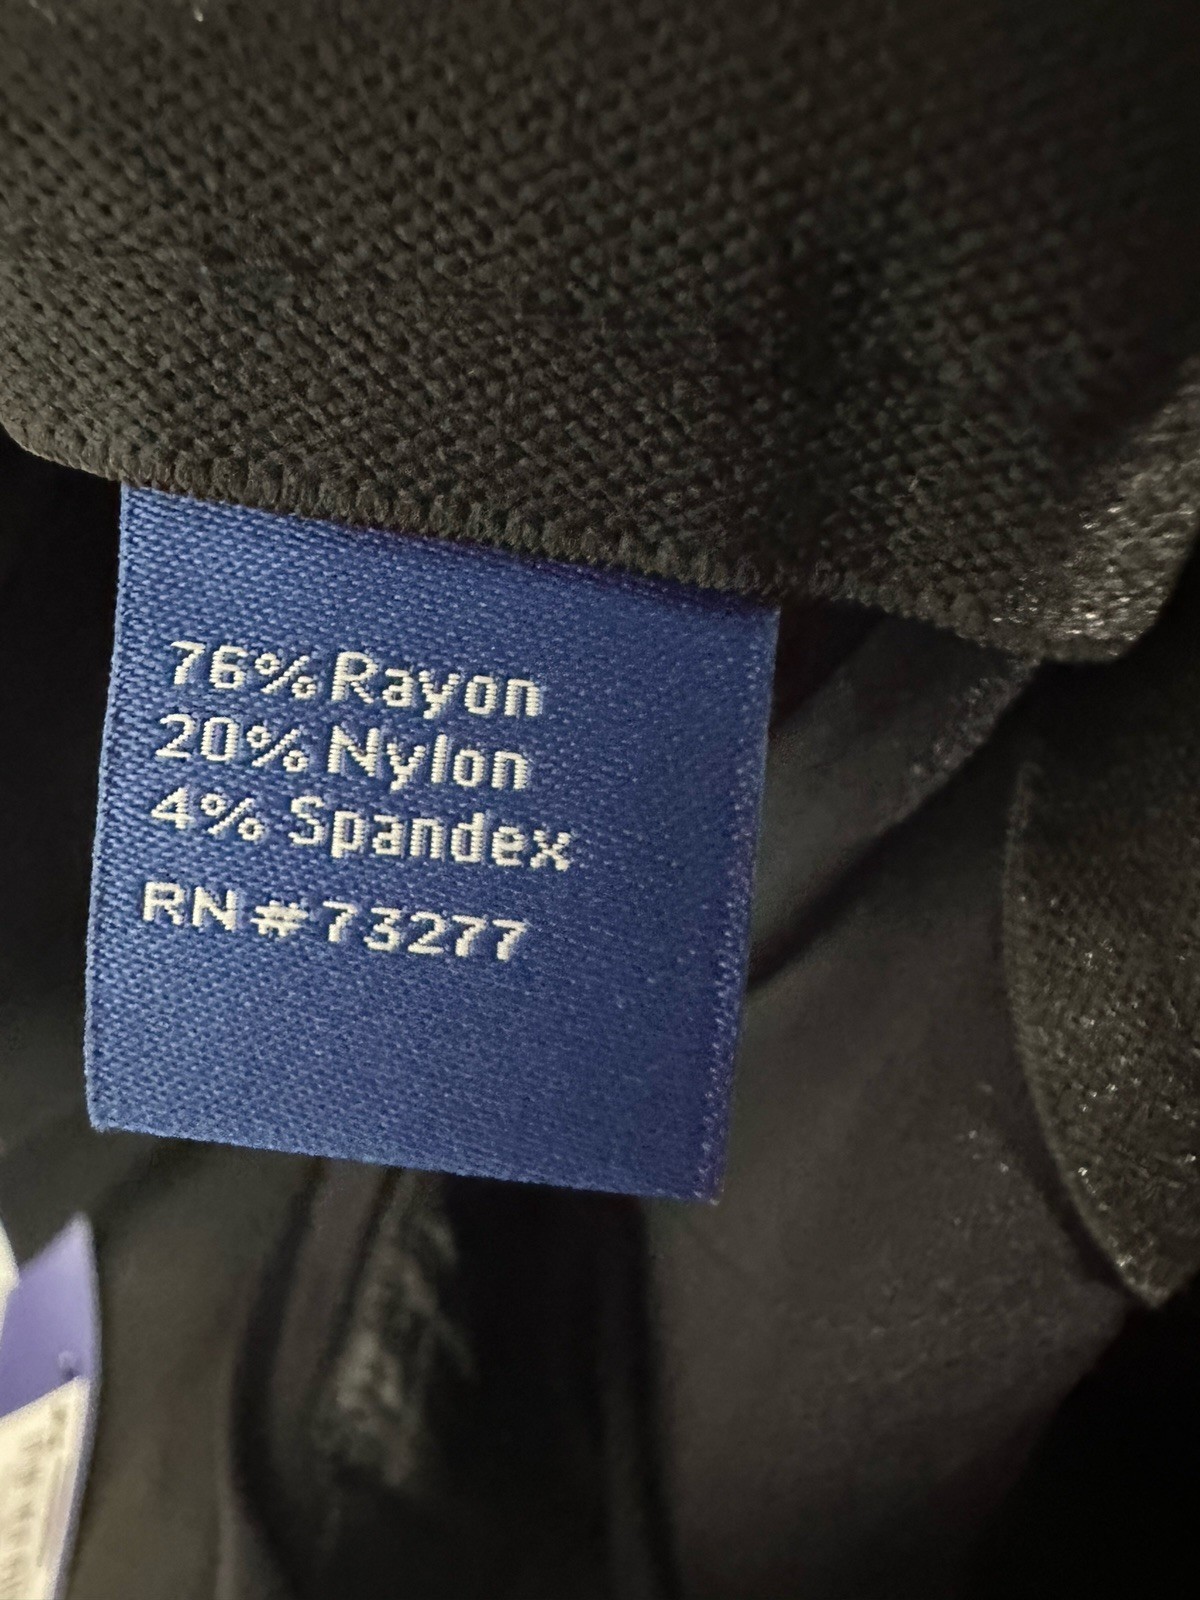 76% Rayon
20% Nylon
4% Spandex
RN#73277